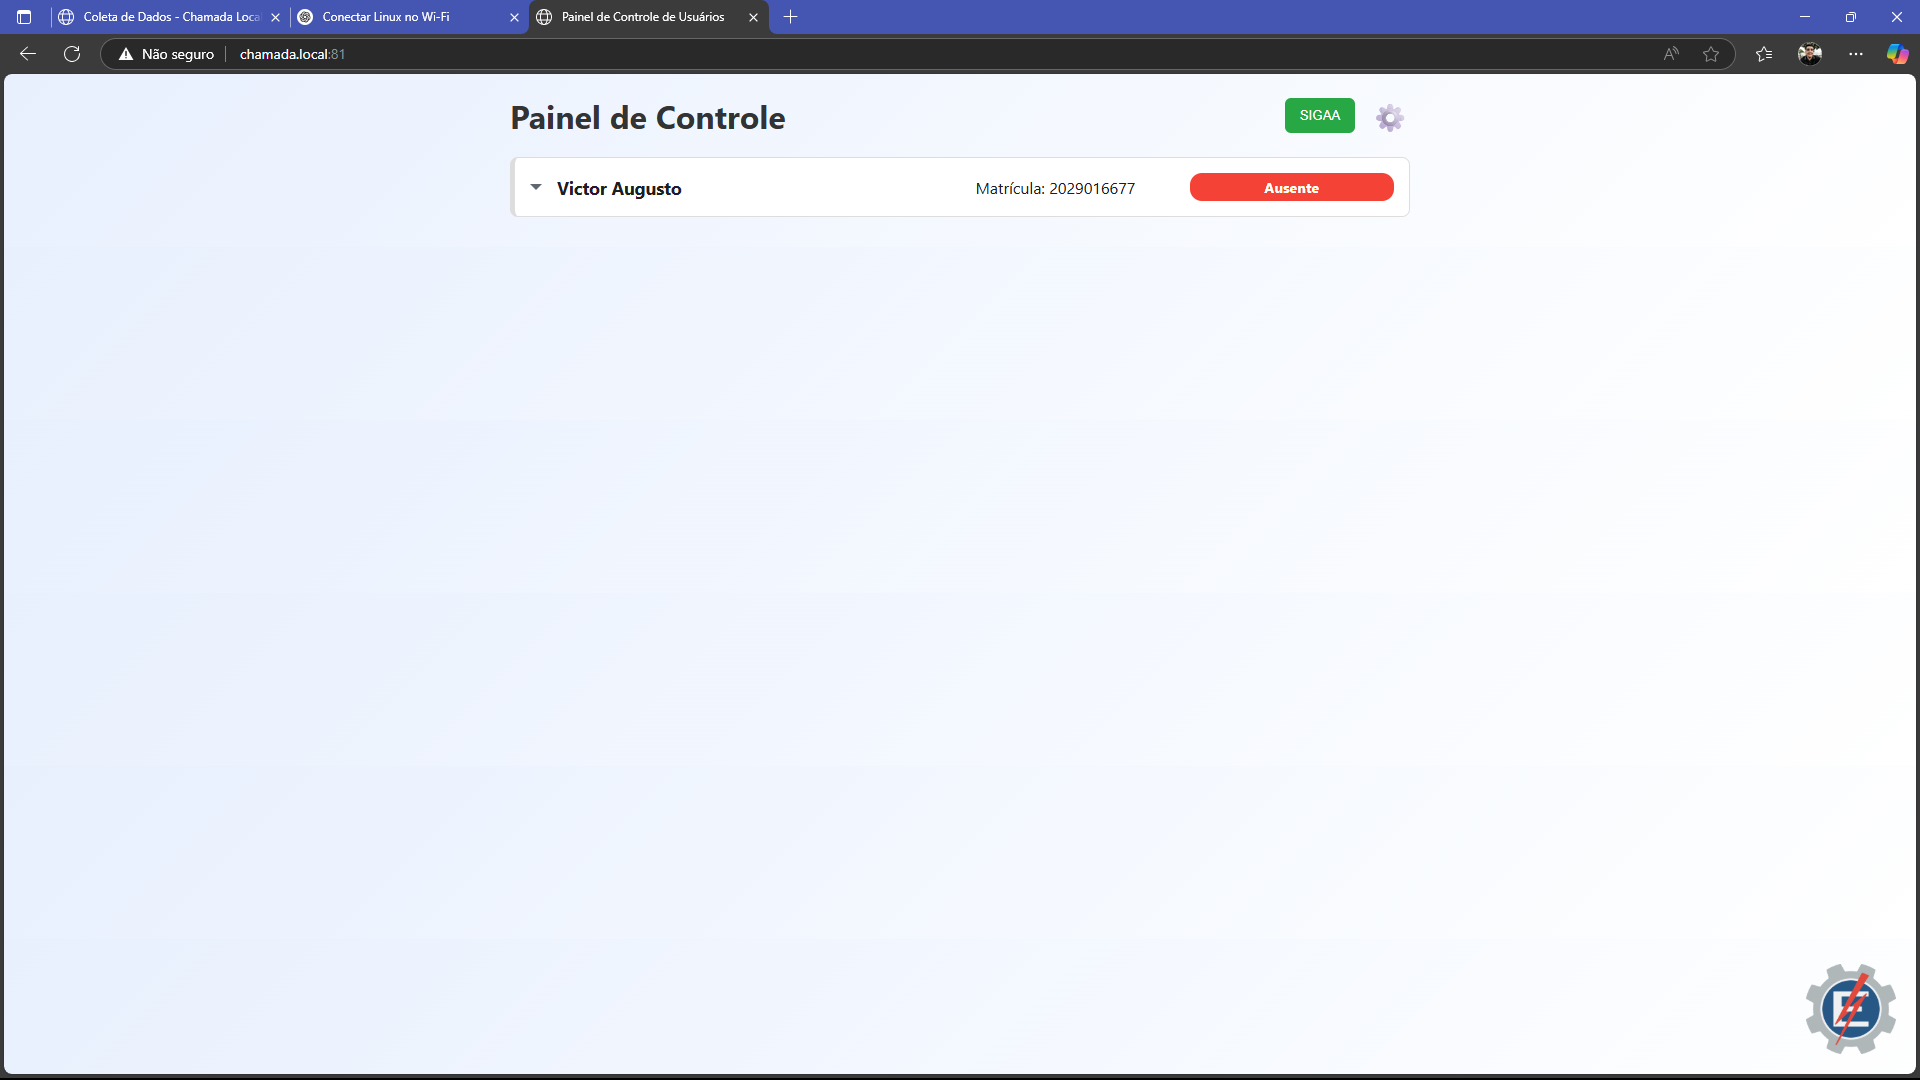 Coleta de Dados - Chamada Loca
Conectar Linux no Wi-Fi
Painel de Controle de Usuários
Não seguro
chamada.local:81
Painel de Controle
SIGAA
Victor Augusto
Matrícula: 2029016677
Ausente
E